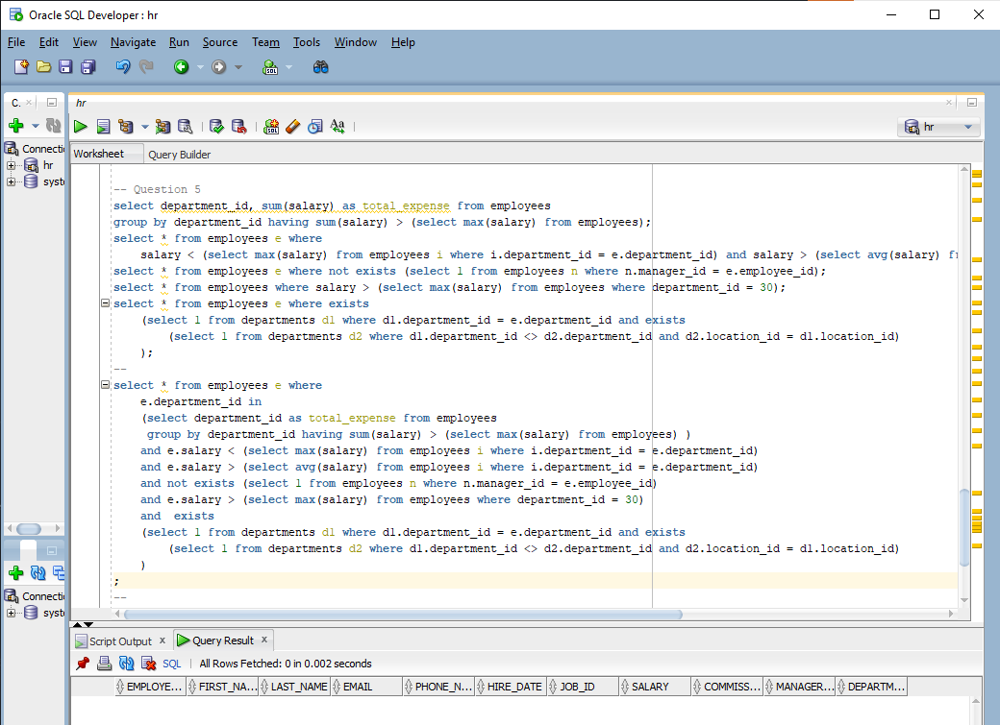 Oracle SQL Developer : hr
File Edit View Navigate Run Source Team Tools Window Help
C.
hr
hr
Connecti
hr
syste
Worksheet Query Builder
-- Question 5
select department_id, sum(salary) as total_expense from employees
group by department_id having sum(salary) > (select max(salary) from employees);
select * from employees e where
salary < (select max(salary) from employees i where i.department_id = e.department_id) and salary > (select avg(salary) fr
select * from employees e where not exists (select 1 from employees n where n.manager_id = e.employee_id);
select * from employees where salary > (select max(salary) from employees where department_id = 30);
select * from employees e where exists
(select 1 from departments d1 where d1.department_id = e.department_id and exists
(select 1 from departments d2 where d1.department_id <> d2.department_id and d2.location_id = d1.location_id)
);
--
select * from employees e where
e.department_id in
(select department_id as total_expense from employees
group by department_id having sum(salary) > (select max(salary) from employees) )
and e.salary < (select max(salary) from employees i where i.department_id = e.department_id)
and e.salary > (select avg(salary) from employees i where i.department_id = e.department_id)
and not exists (select 1 from employees n where n.manager_id = e.employee_id)
and e.salary > (select max(salary) from employees where department_id = 30)
and exists
(select 1 from departments d1 where d1.department_id = e.department_id and exists
(select 1 from departments d2 where d1.department_id <> d2.department_id and d2.location_id = d1.location_id)
)
;
--
Connecti
syste
Script Output x Query Result x
SQL | All Rows Fetched: 0 in 0.002 seconds
EMPLOYE... FIRST_NA... LAST_NAME EMAIL PHONE_N... HIRE_DATE JOB_ID SALARY COMMISS... MANAGER... DEPARTM...